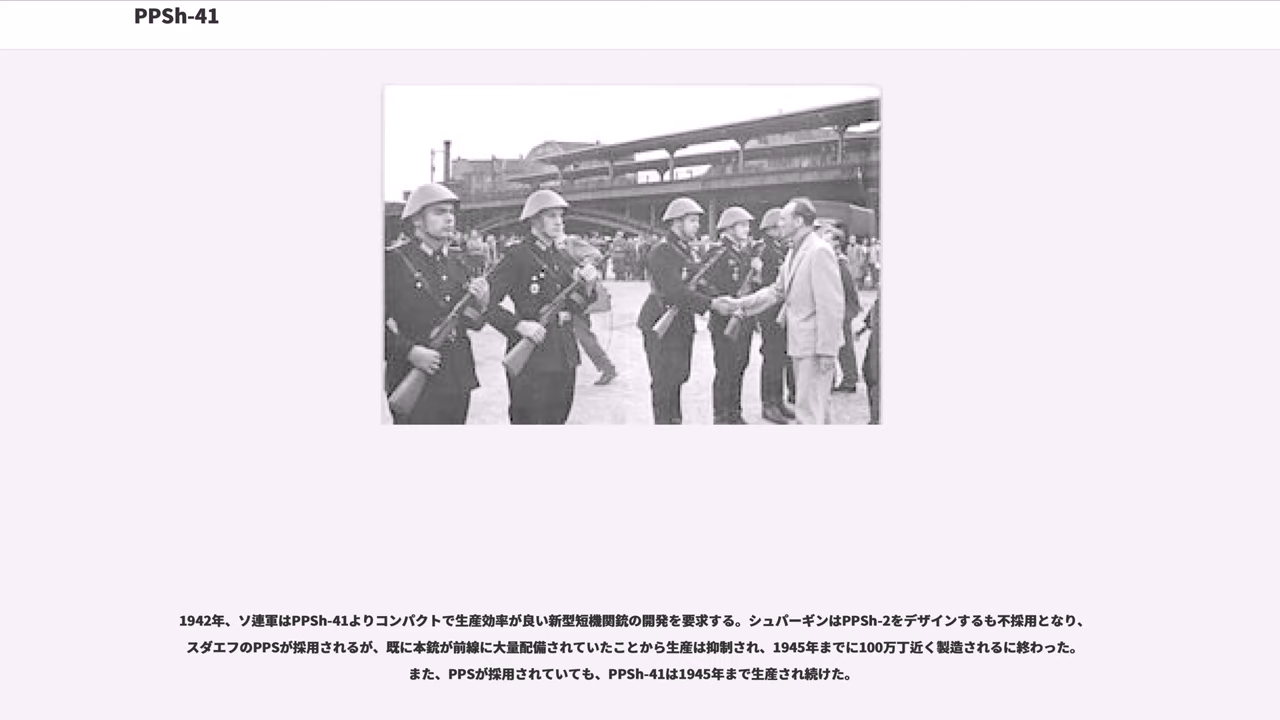 PPSh-41
1942年、ソ連軍はPPSh-41よりコンパクトで生産効率が良い新型短機関銃の開発を要求する。シュパーギンはPPSh-2をデザインするも不採用となり、
スダエフのPPSが採用されるが、既に本銃が前線に大量配備されていたことから生産は抑制され、1945年までに100万丁近く製造されるに終わった。
また、PPSが採用されていても、PPSh-41は1945年まで生産され続けた。